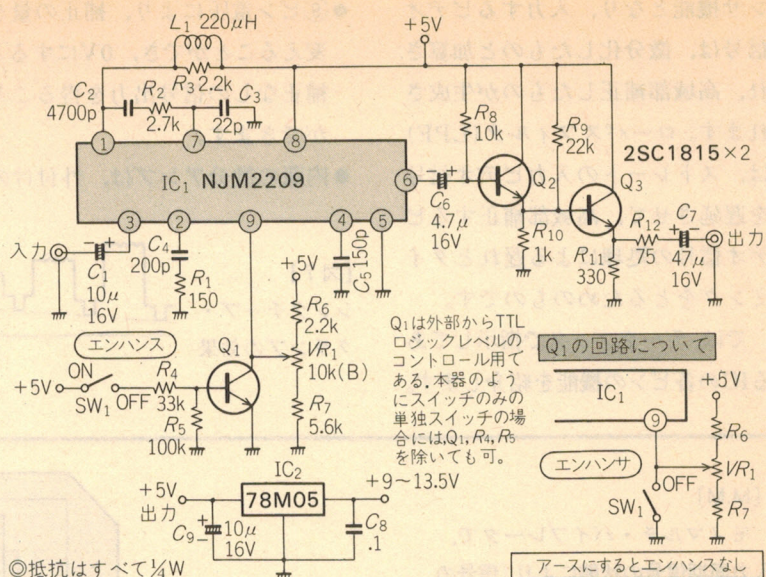 L₁ 220μH
+5V
C₂
4700p
R₂
2.7k
R₃ 2.2k
C₃
22p
1
7
8
IC₁ NJM2209
3
2
9
4
5
6
R₈
10k
R₉
22k
2SC1815×2
Q₂
Q₃
C₆
4.7μ
16V
R₁₀
1k
R₁₁
330
R₁₂
75
C₇
47μ
16V
出力
入力
C₁
10μ
16V
C₄
200p
R₁
150
C₅ 150p
+5V
R₆
2.2k
VR₁
10k(B)
R₇
5.6k
エンハンス
ON
OFF
+5V
SW₁
R₄
33k
R₅
100k
Q₁
Q₁は外部からTTL
ロジックレベルの
コントロール用で
ある.本器のよう
にスイッチのみの
単独スイッチの場
合には,Q₁,R₄,R₅
を除いても可。
Q₁の回路について
IC₁
9
+5V
R₆
VR₁
R₇
エンハンサ
OFF
SW₁
アースにするとエンハンスなし
IC₂
78M05
+5V
出力
+9～13.5V
C₉
10μ
16V
C₈
.1
◎抵抗はすべて¼W